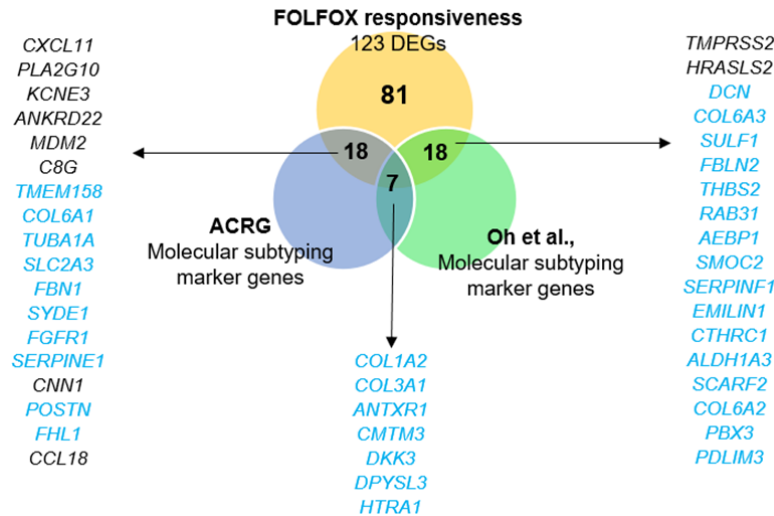 FOLFOX responsiveness
123 DEGs
81
18
18
7
ACRG
Molecular subtyping
marker genes
Oh et al.,
Molecular subtyping
marker genes
CXCL11
PLA2G10
KCNE3
ANKRD22
MDM2
C8G
TMEM158
COL6A1
TUBA1A
SLC2A3
FBN1
SYDE1
FGFR1
SERPINE1
CNN1
POSTN
FHL1
CCL18
COL1A2
COL3A1
ANTXR1
CMTM3
DKK3
DPYSL3
HTRA1
TMPRSS2
HRASLS2
DCN
COL6A3
SULF1
FBLN2
THBS2
RAB31
AEBP1
SMOC2
SERPINF1
EMILIN1
CTHRC1
ALDH1A3
SCARF2
COL6A2
PBX3
PDLIM3